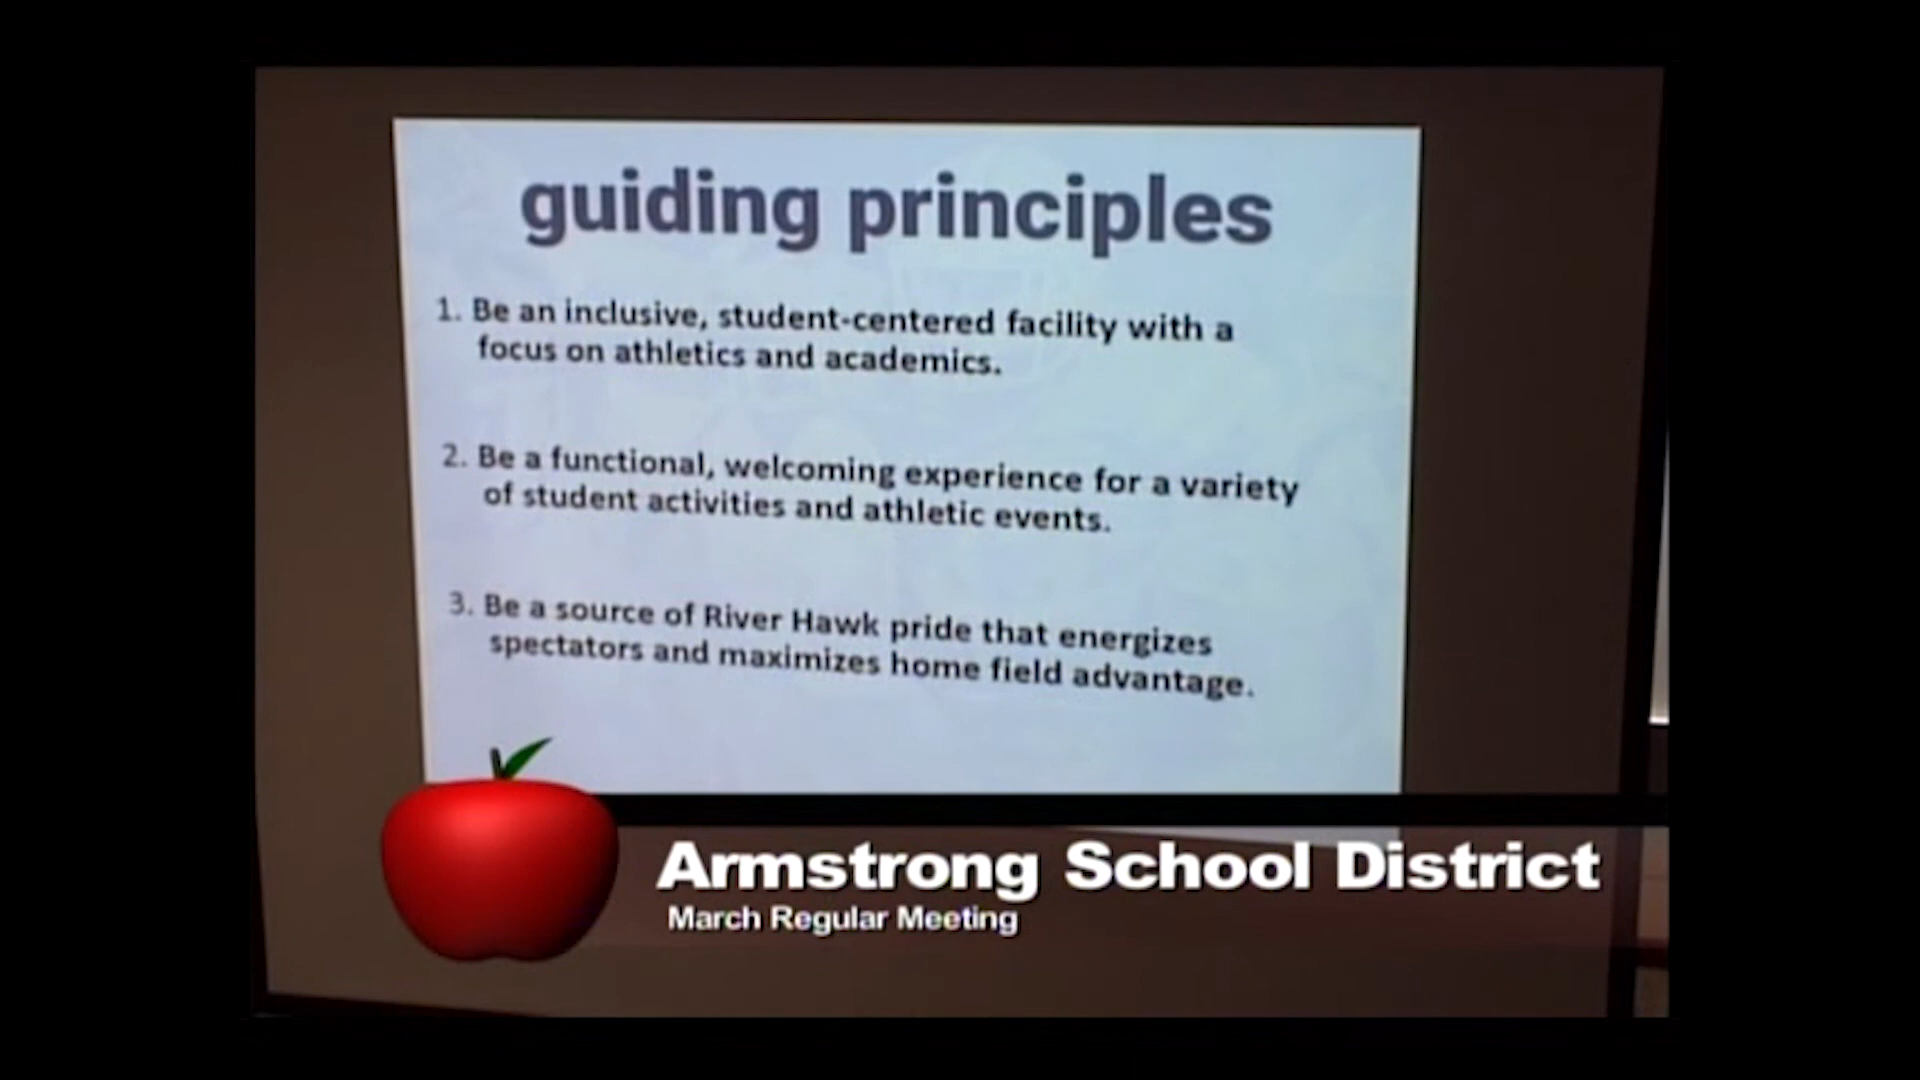 guiding principles
1. Be an inclusive, student-centered facility with a
focus on athletics and academics.
2. Be a functional, welcoming experience for a variety
of student activities and athletic events.
3. Be a source of River Hawk pride that energizes
spectators and maximizes home field advantage.
Armstrong School District
March Regular Meeting